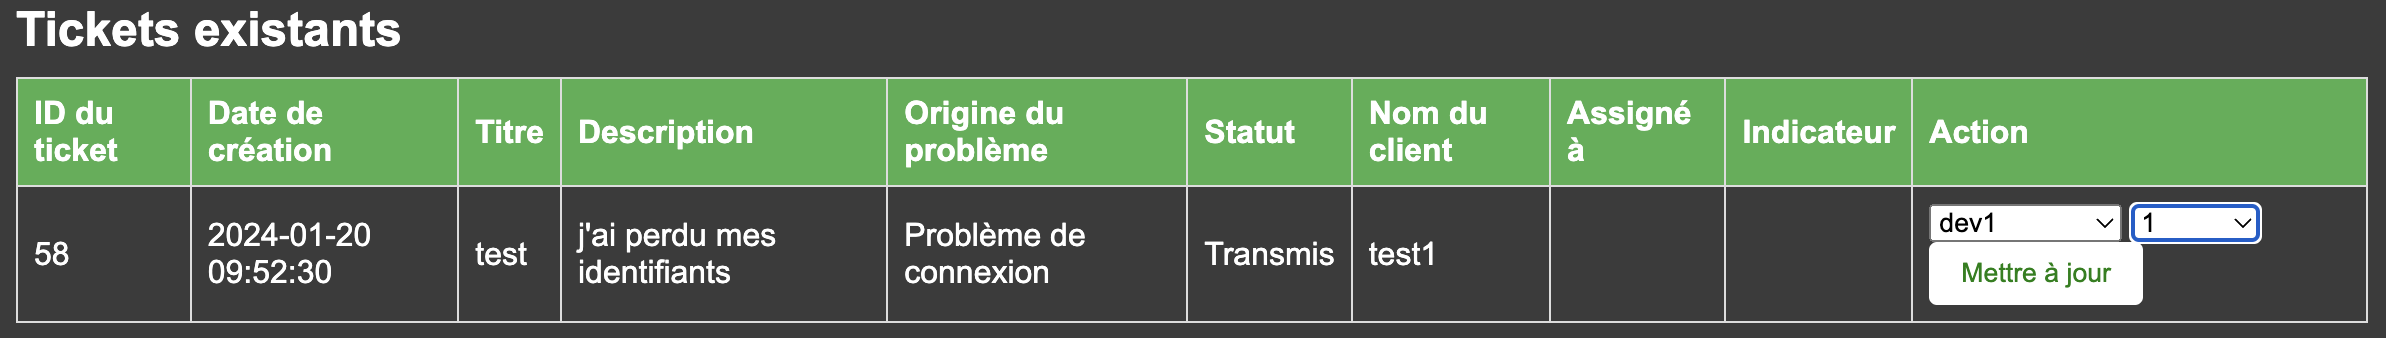 Tickets existants
ID du ticket
Date de création
Titre
Description
Origine du problème
Statut
Nom du client
Assigné à
Indicateur
Action
58
2024-01-20 09:52:30
test
j'ai perdu mes identifiants
Problème de connexion
Transmis
test1
dev1
1
Mettre à jour